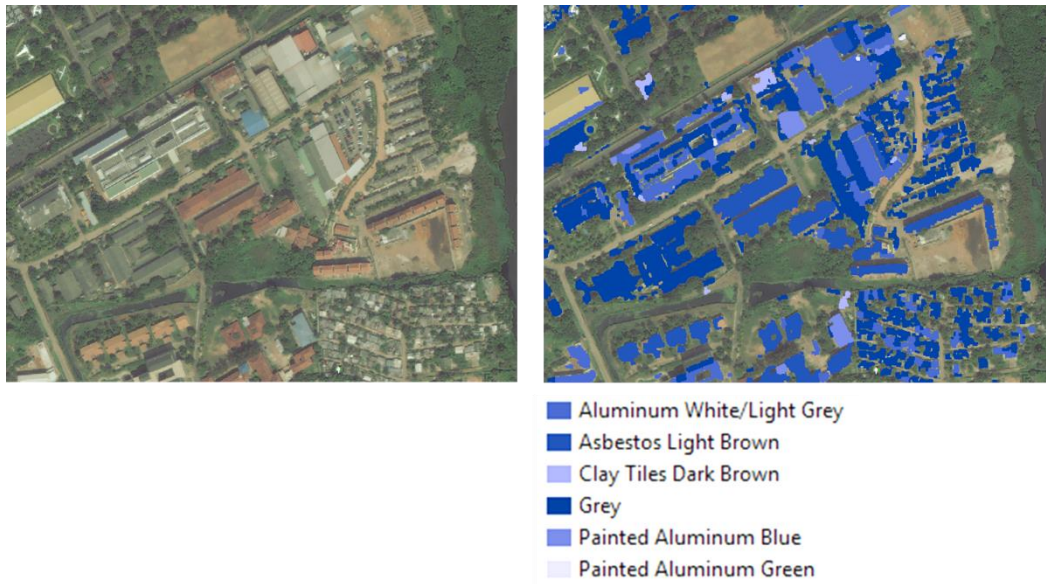 Aluminum White/Light Grey
Asbestos Light Brown
Clay Tiles Dark Brown
Grey
Painted Aluminum Blue
Painted Aluminum Green